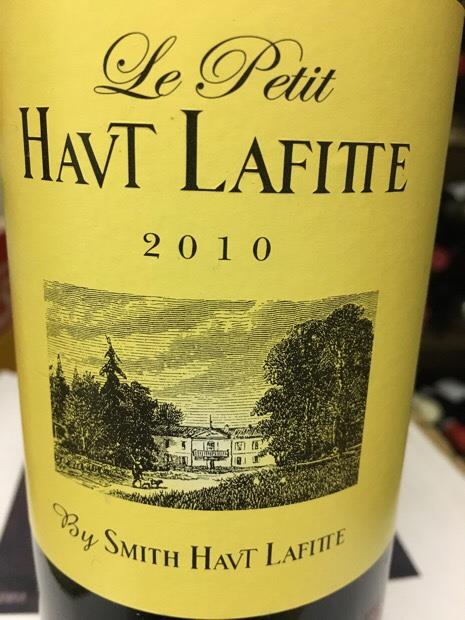 Le Petit
HAVT LAFITTE
2010
By SMITH HAVT LAFITTE